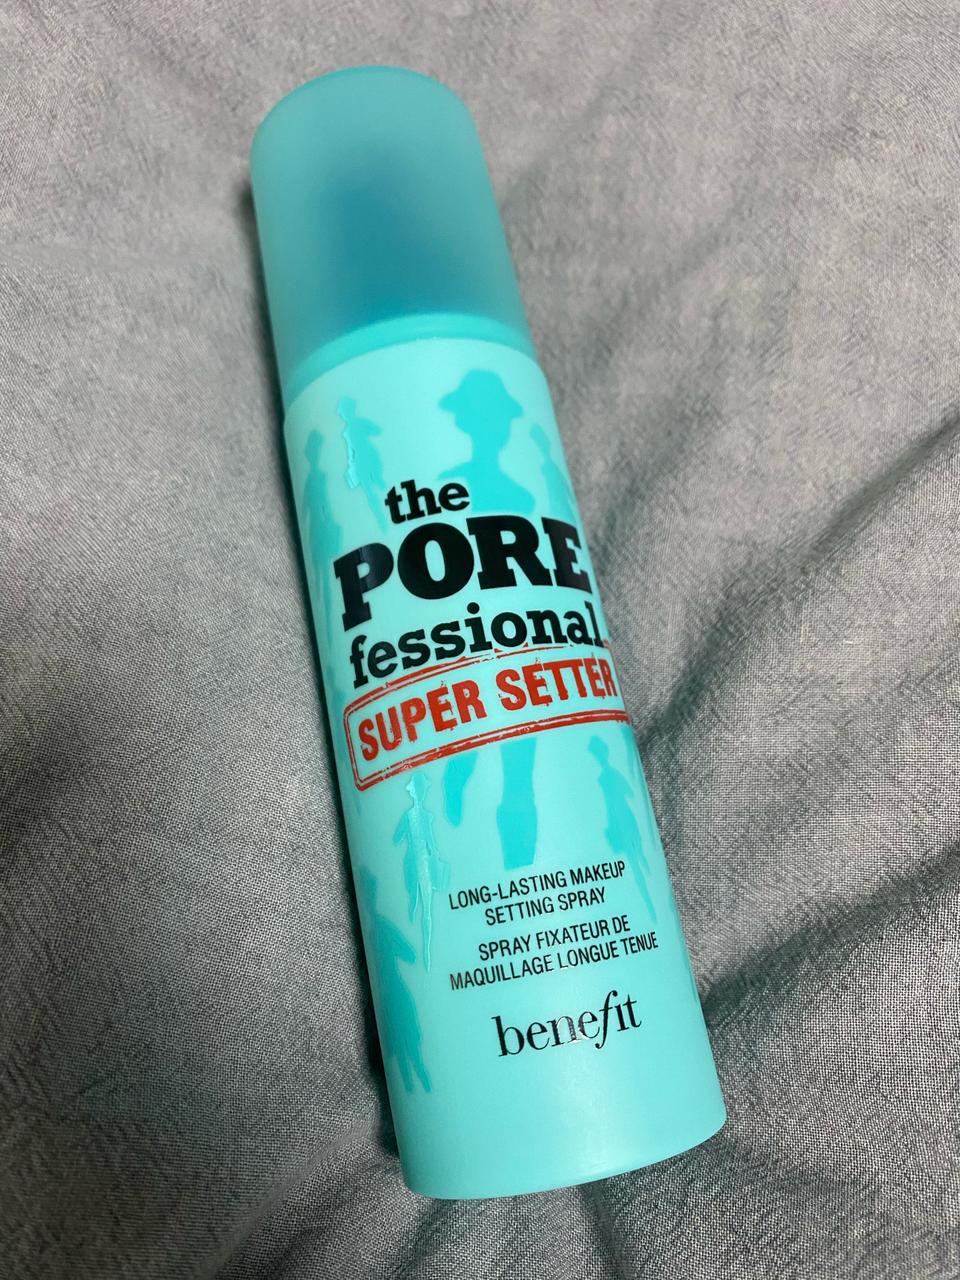 the
PORE
fessional
SUPER SETTER
LONG-LASTING MAKEUP
SETTING SPRAY
SPRAY FIXATEUR DE
MAQUILLAGE LONGUE TENUE
benefit